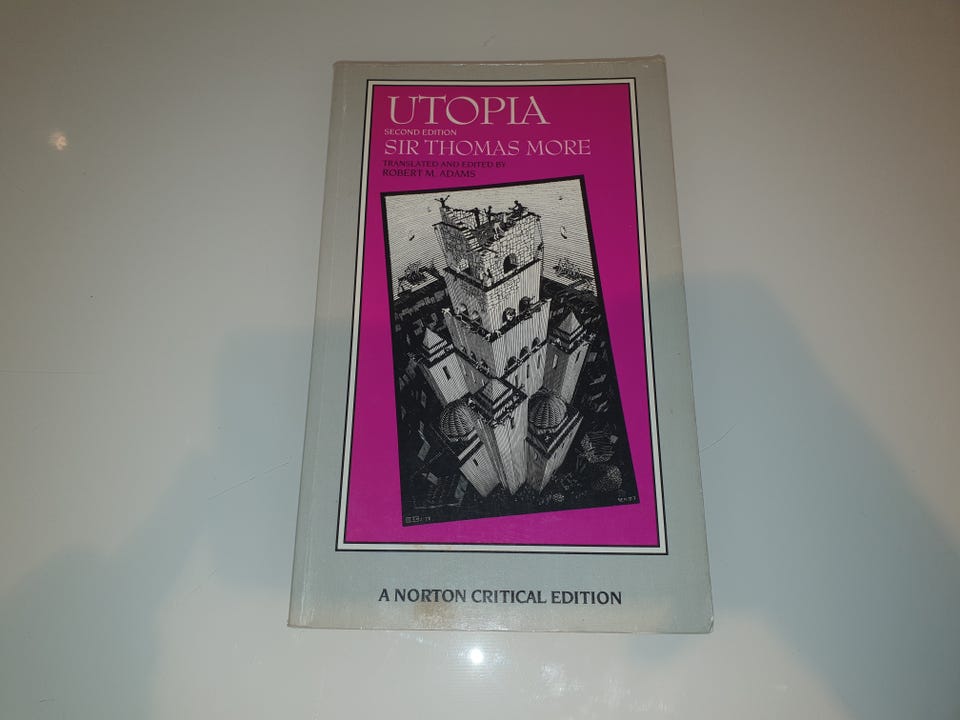 UTOPIA
SECOND EDITION
SIR THOMAS MORE
TRANSLATED AND EDITED BY
ROBERT M. ADAMS
A NORTON CRITICAL EDITION